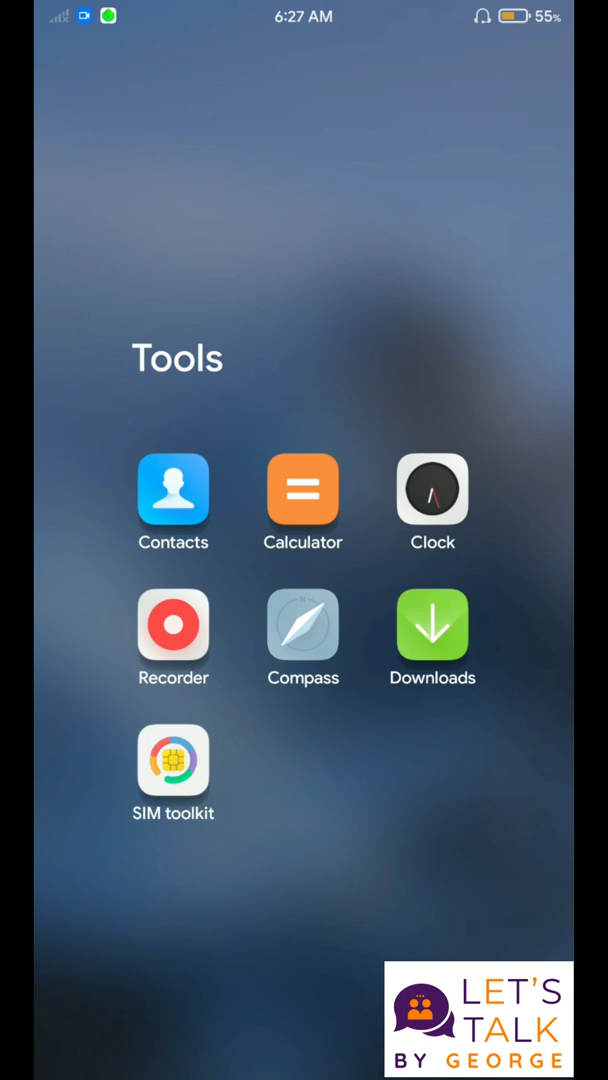 6:27 AM
55%
Tools
Contacts
Calculator
Clock
Recorder
Compass
Downloads
SIM toolkit
LET'S
TALK
BY GEORGE